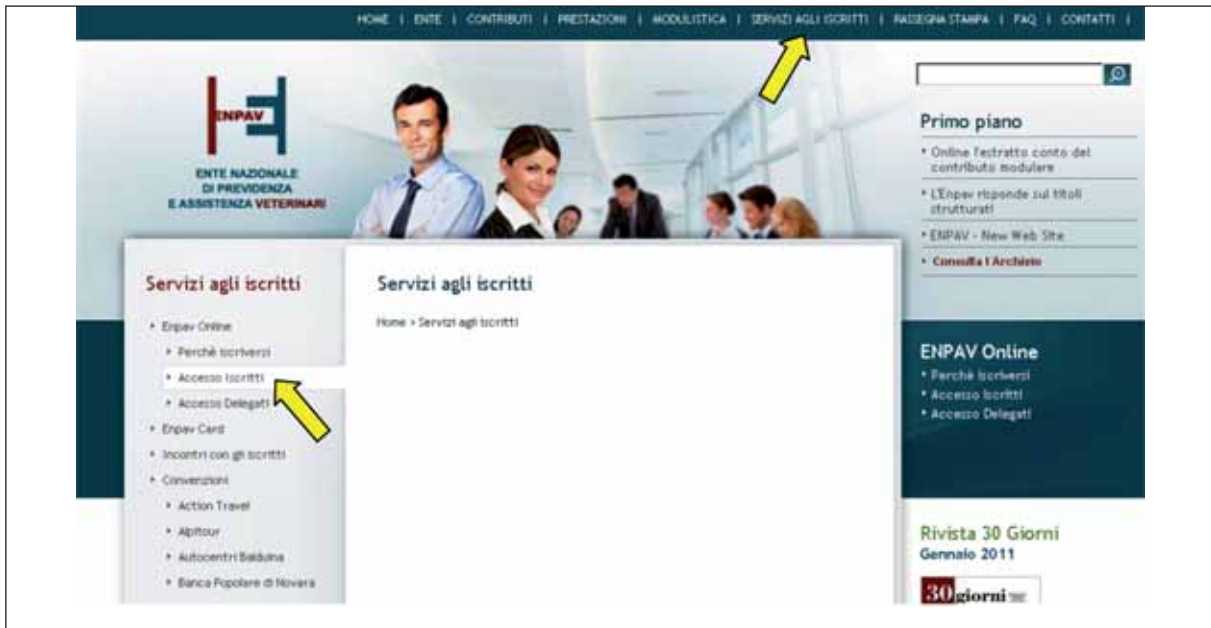 HOME | ENTE | CONTRIBUTI | PRESTAZIONI | MODULISTICA | SERVIZI AGLI ISCRITTI | RASSEGNA STAMPA | FAQ | CONTATTI |
ENPAV
ENTE NAZIONALE
DI PREVIDENZA
E ASSISTENZA VETERINARI
Primo piano
Online l'estratto conto del
contributo modulare
L'Enpav risponde sui titoli
strutturati
ENPAV - New Web Site
Consulta l'Archivio
Servizi agli iscritti
Enpav Online
Perchè iscriversi
Accesso Iscritti
Accesso Delegati
Enpav Card
Incontri con gli iscritti
Convenzioni
Action Travel
Alpitour
Autocentri Balduina
Banca Popolare di Novara
Servizi agli iscritti
Home > Servizi agli iscritti
ENPAV Online
Perchè iscriversi
Accesso Iscritti
Accesso Delegati
Rivista 30 Giorni
Gennaio 2011
30giorni